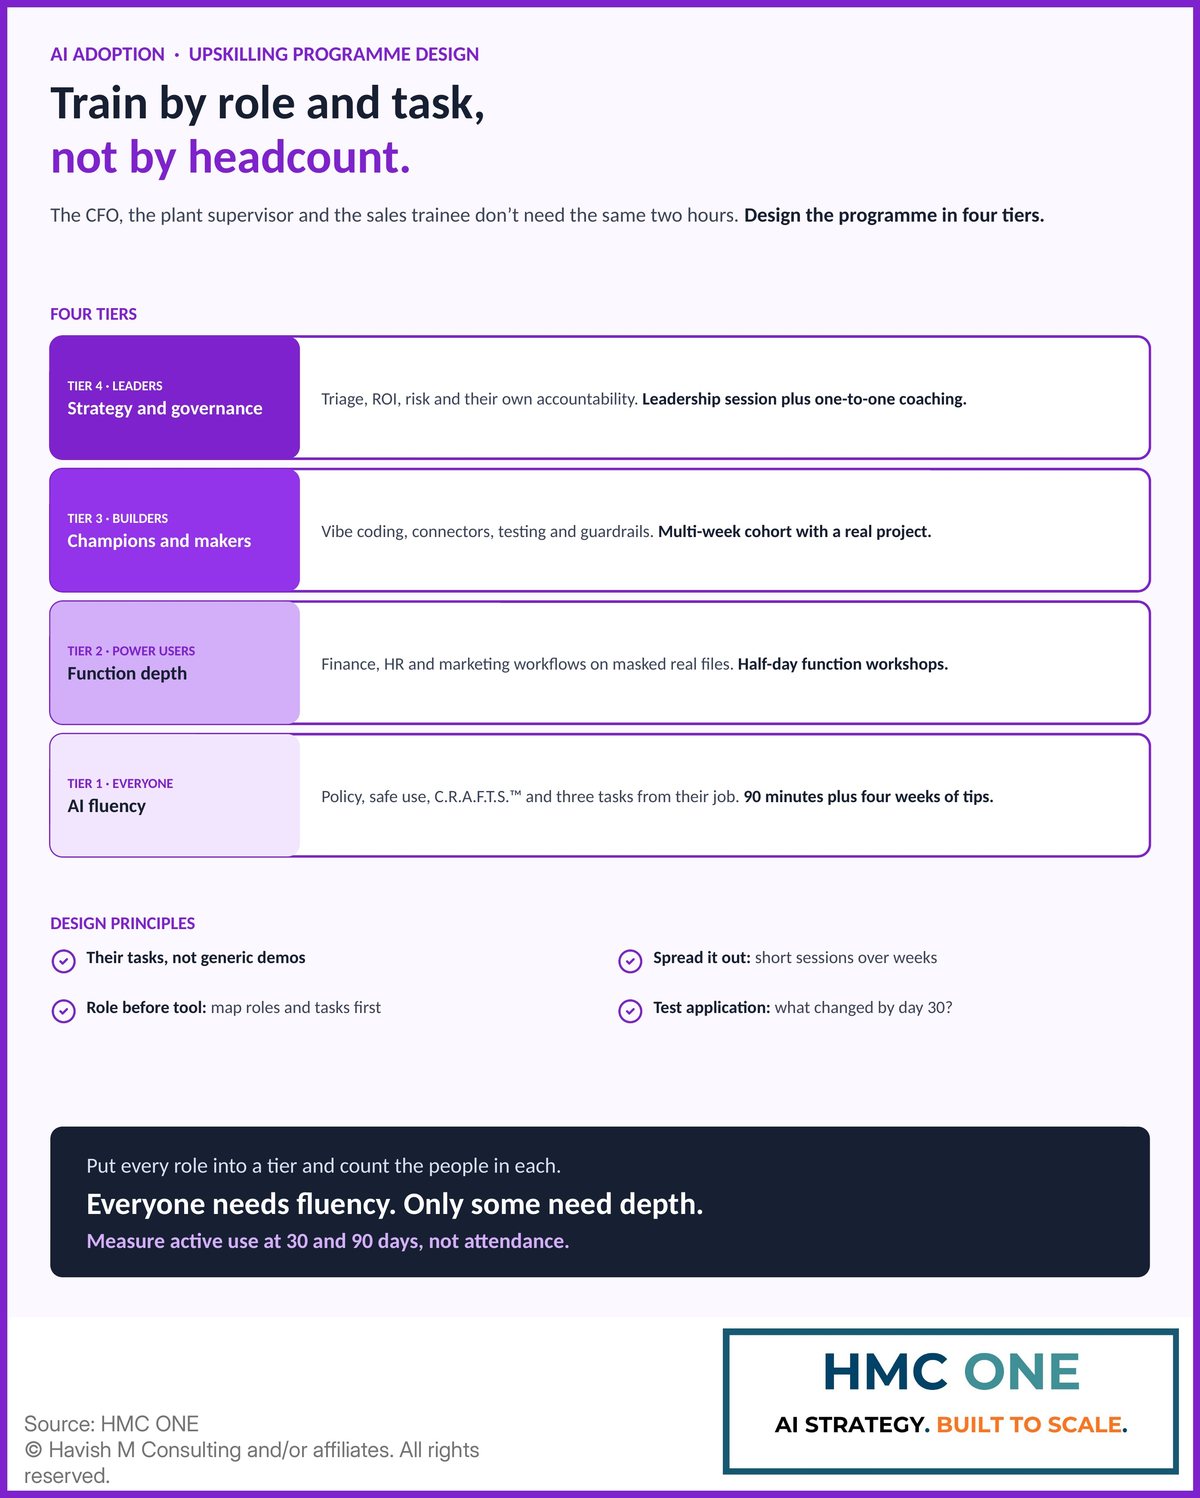 AI ADOPTION · UPSKILLING PROGRAMME DESIGN
Train by role and task,
not by headcount.
The CFO, the plant supervisor and the sales trainee don’t need the same two hours. Design the programme in four tiers.
FOUR TIERS
TIER 4 · LEADERS
Strategy and governance
Triage, ROI, risk and their own accountability. Leadership session plus one-to-one coaching.
TIER 3 · BUILDERS
Champions and makers
Vibe coding, connectors, testing and guardrails. Multi-week cohort with a real project.
TIER 2 · POWER USERS
Function depth
Finance, HR and marketing workflows on masked real files. Half-day function workshops.
TIER 1 · EVERYONE
AI fluency
Policy, safe use, C.R.A.F.T.S.™ and three tasks from their job. 90 minutes plus four weeks of tips.
DESIGN PRINCIPLES
Their tasks, not generic demos
Spread it out: short sessions over weeks
Role before tool: map roles and tasks first
Test application: what changed by day 30?
Put every role into a tier and count the people in each.
Everyone needs fluency. Only some need depth.
Measure active use at 30 and 90 days, not attendance.
HMC ONE
AI STRATEGY. BUILT TO SCALE.
Source: HMC ONE
© Havish M Consulting and/or affiliates. All rights
reserved.